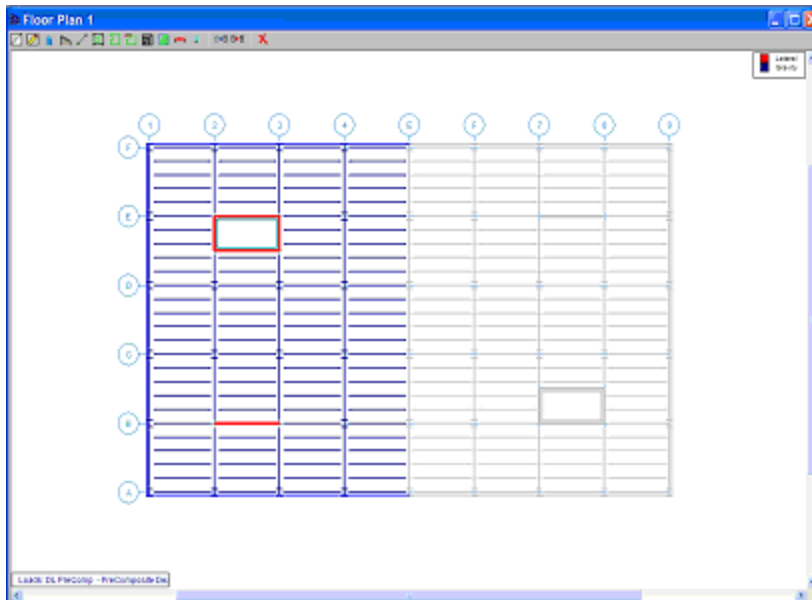 Floor Plan 1
Lateral
Gravity
1 2 3 4 5 6 7 8 9
F
E
D
C
B
A
Loads: DL PreComp - PreComposite De